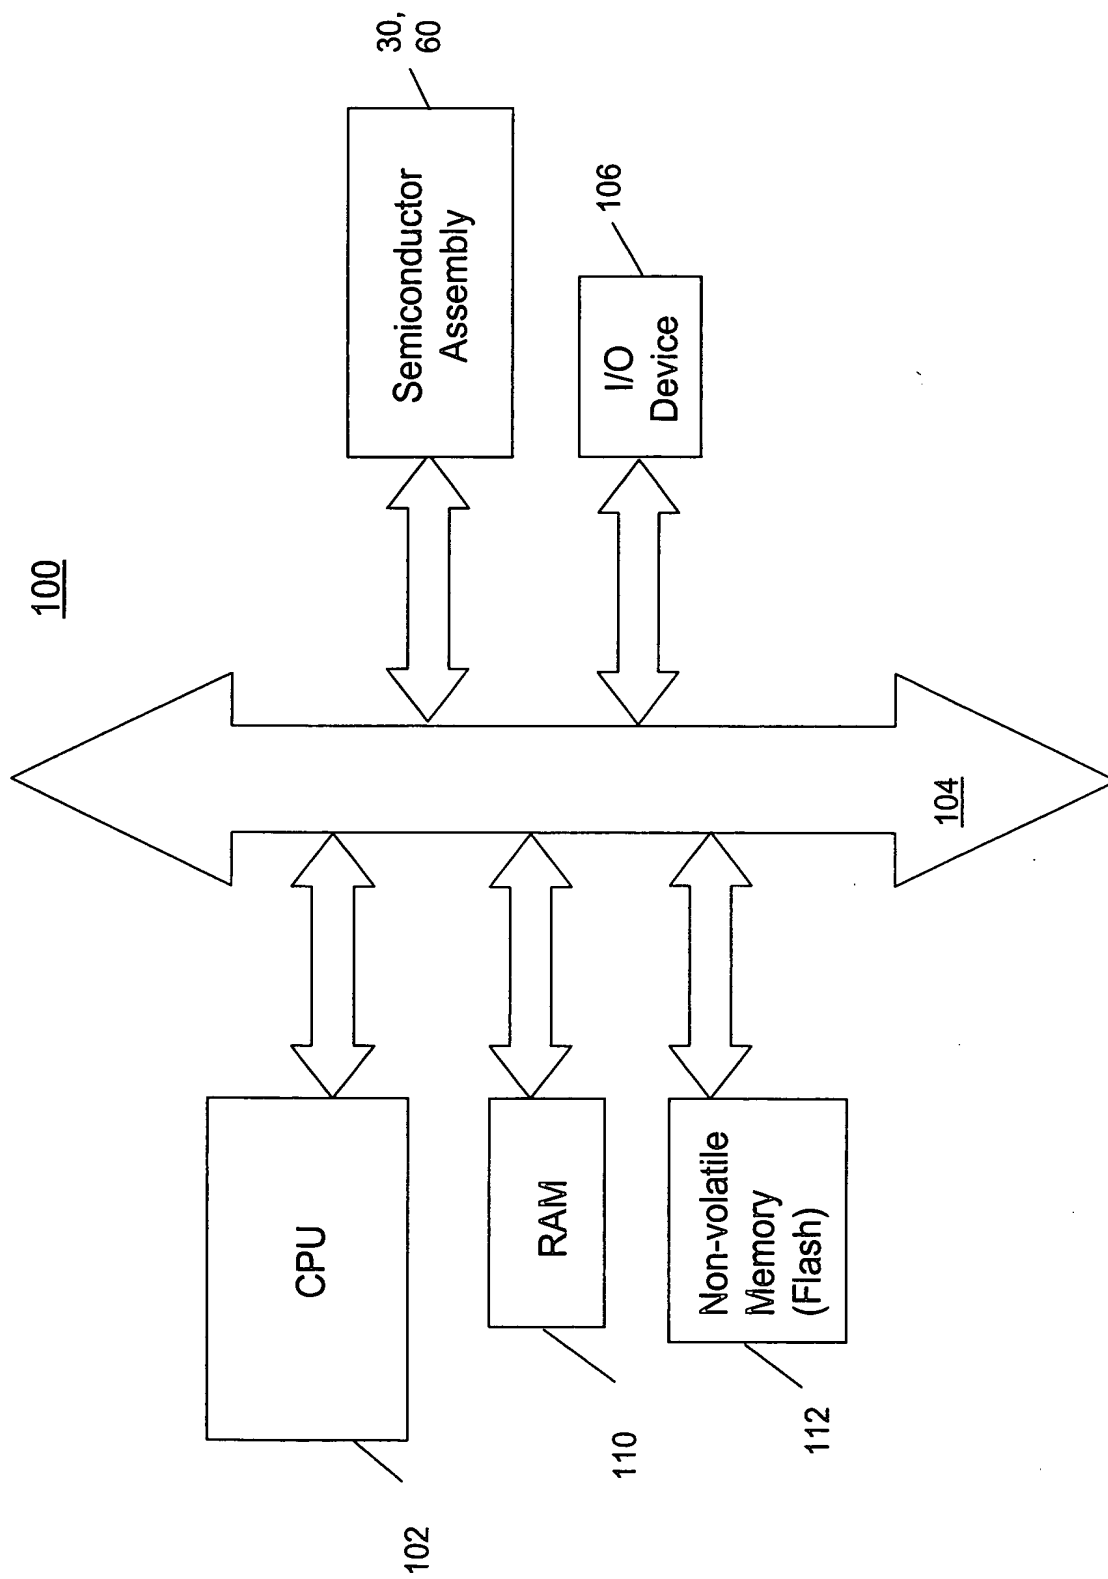 100
CPU
102
RAM
110
Non-volatile
Memory
(Flash)
112
104
Semiconductor
Assembly
30,
60
I/O
Device
106